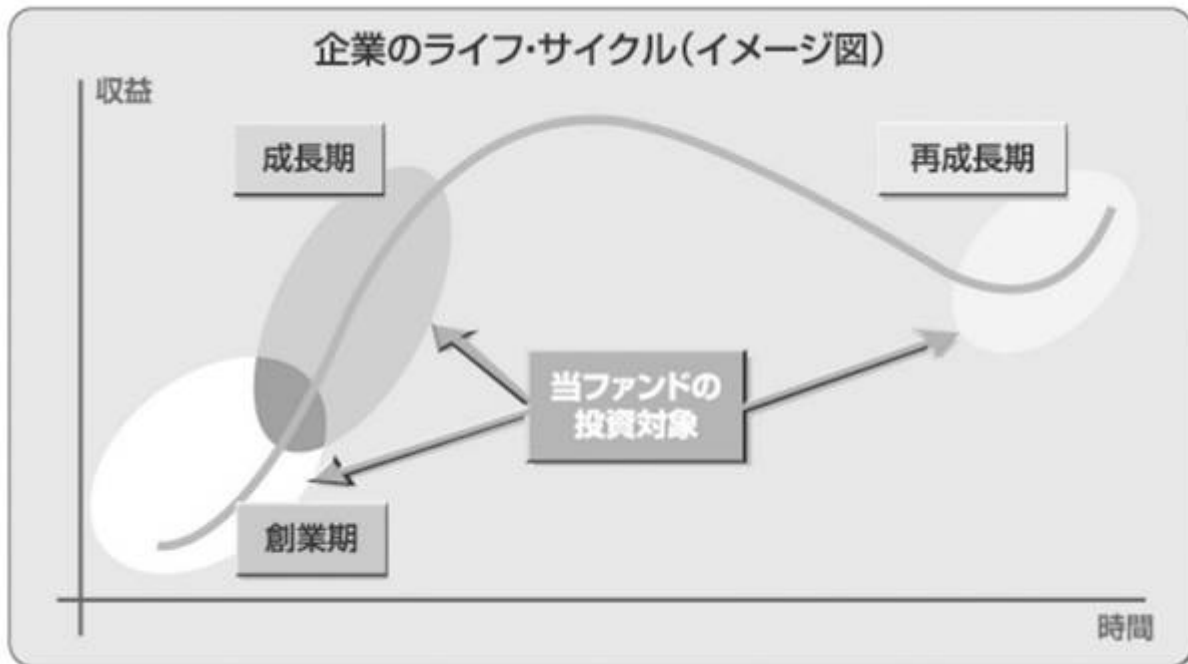 企業のライフ・サイクル(イメージ図)
収益
成長期
再成長期
当ファンドの
投資対象
創業期
時間